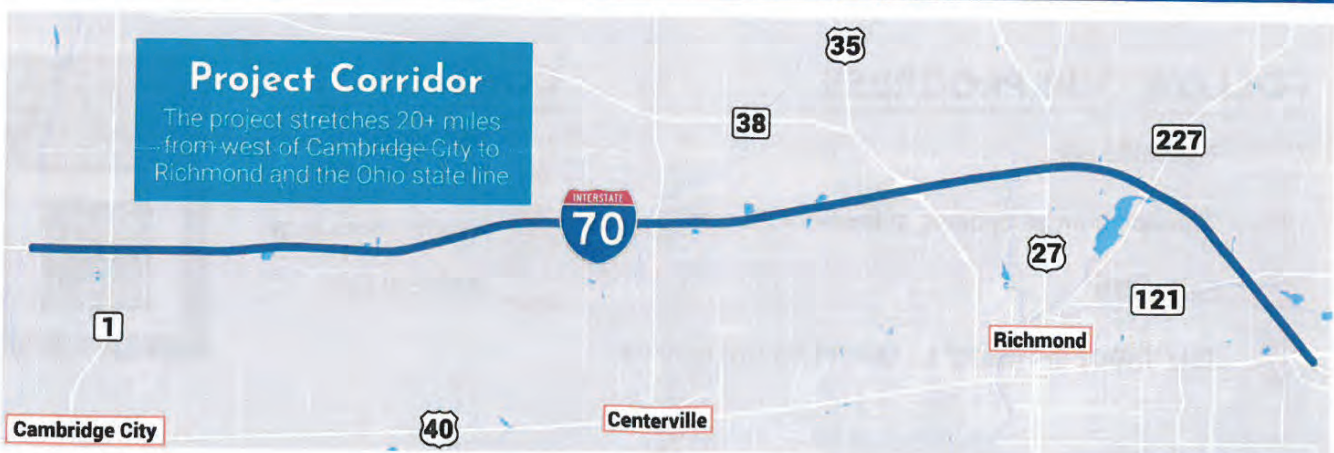 Project Corridor
The project stretches 20+ miles
from west of Cambridge City to
Richmond and the Ohio state line
35
38
227
INTERSTATE
70
27
121
1
Richmond
Cambridge City
40
Centerville